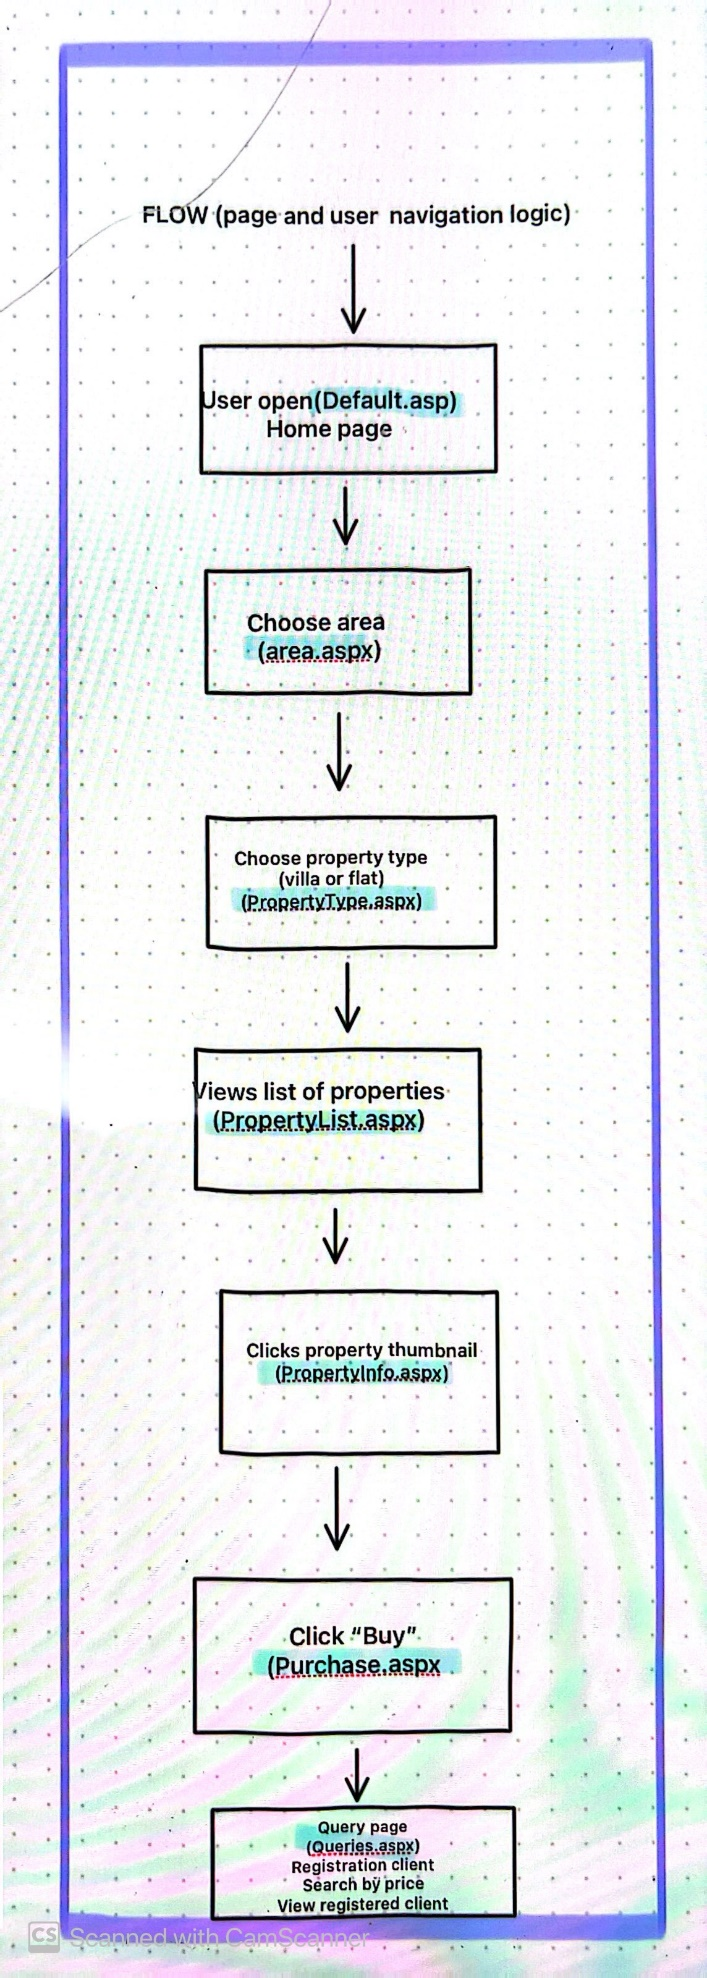 FLOW (page and user navigation logic)
User open(Default.asp)
Home page
Choose area
(area.aspx)
Choose property type
(villa or flat)
(PropertyType.aspx)
Views list of properties
(PropertyList.aspx)
Clicks property thumbnail
(PropertyInfo.aspx)
Click “Buy”
(Purchase.aspx
Query page
(Queries.aspx)
Registration client
Search by price
View registered client
CS Scanned with CamScanner